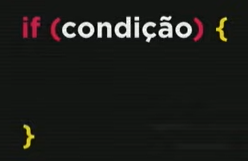 if (condição) {
}